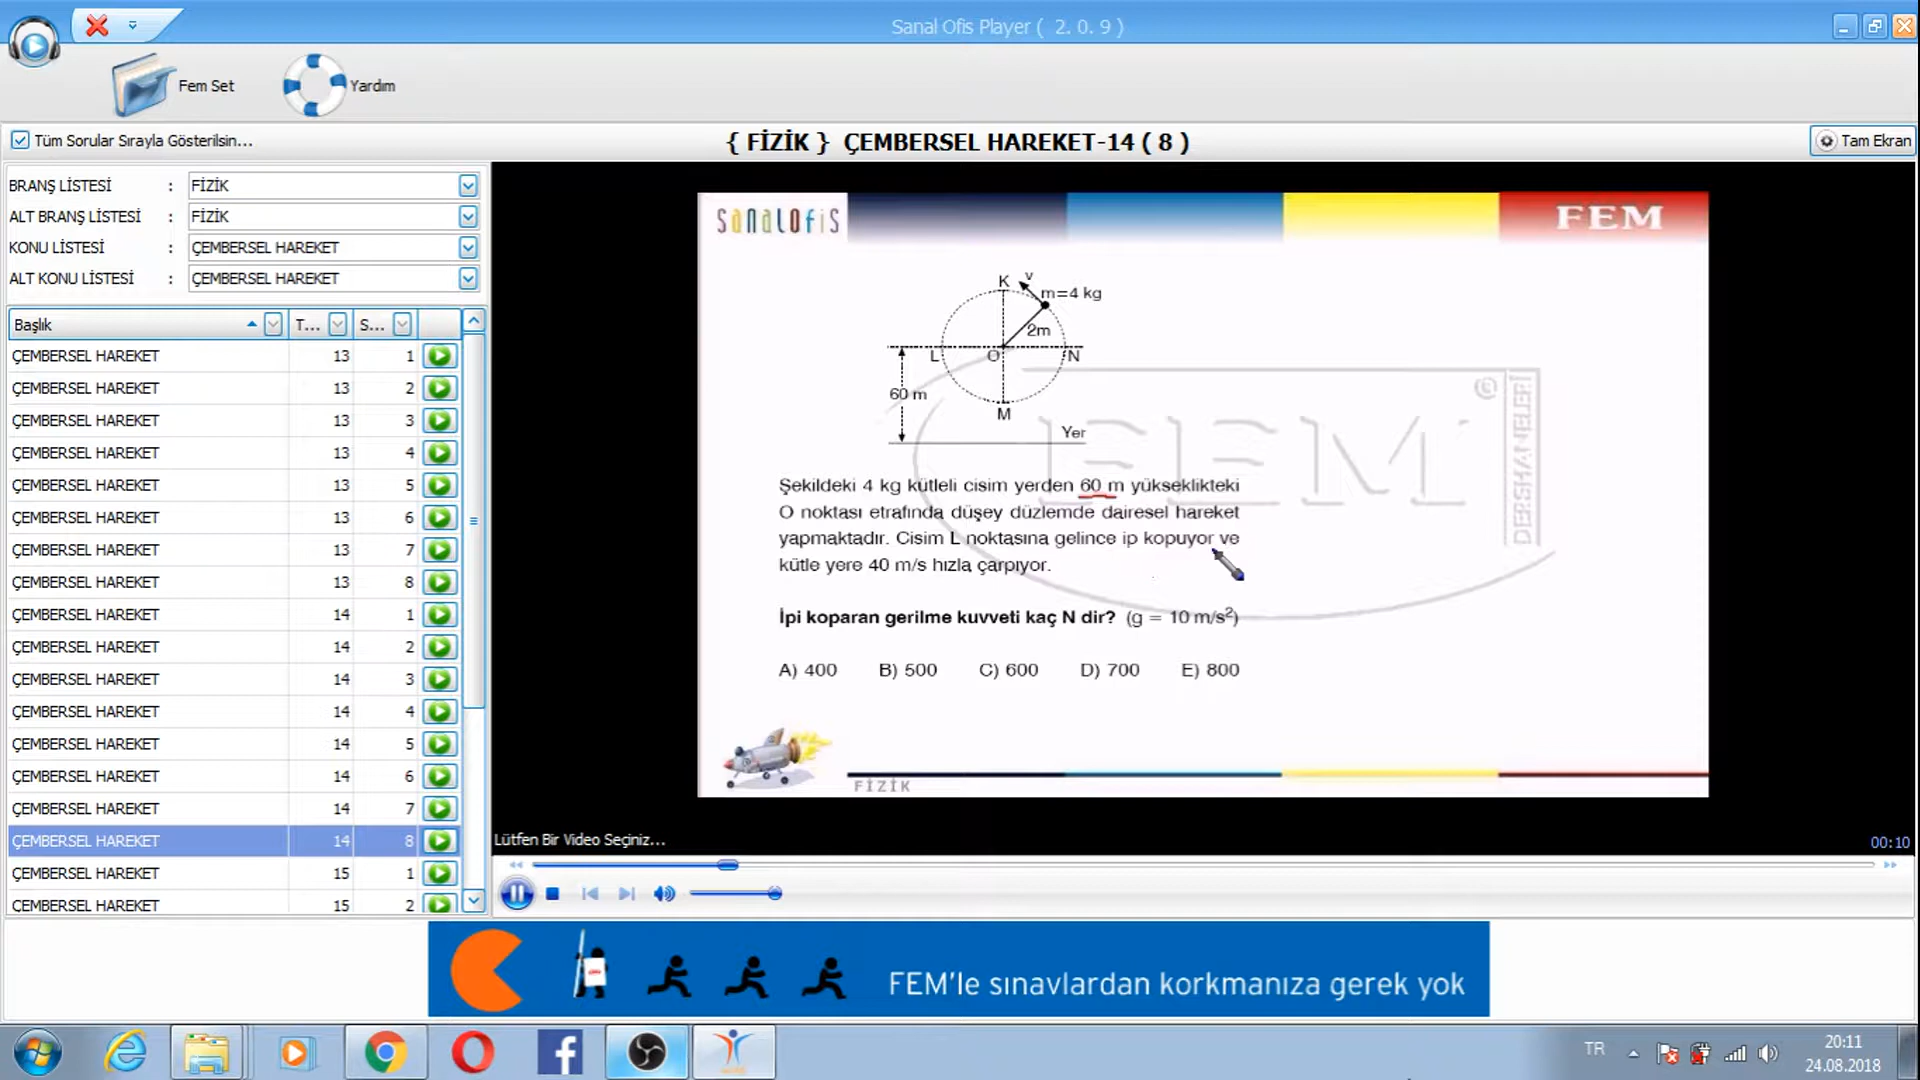 Sanal Ofis Player ( 2. 0. 9 )
Fem Set
Yardım
Tüm Sorular Sırayla Gösterilsin...
{ FİZİK } ÇEMBERSEL HAREKET-14 ( 8 )
Tam Ekran
BRANŞ LİSTESİ : FİZİK
ALT BRANŞ LİSTESİ : FİZİK
KONU LİSTESİ : ÇEMBERSEL HAREKET
ALT KONU LİSTESİ : ÇEMBERSEL HAREKET
Başlık T... S...
ÇEMBERSEL HAREKET 13 1
ÇEMBERSEL HAREKET 13 2
ÇEMBERSEL HAREKET 13 3
ÇEMBERSEL HAREKET 13 4
ÇEMBERSEL HAREKET 13 5
ÇEMBERSEL HAREKET 13 6
ÇEMBERSEL HAREKET 13 7
ÇEMBERSEL HAREKET 13 8
ÇEMBERSEL HAREKET 14 1
ÇEMBERSEL HAREKET 14 2
ÇEMBERSEL HAREKET 14 3
ÇEMBERSEL HAREKET 14 4
ÇEMBERSEL HAREKET 14 5
ÇEMBERSEL HAREKET 14 6
ÇEMBERSEL HAREKET 14 7
ÇEMBERSEL HAREKET 14 8
ÇEMBERSEL HAREKET 15 1
ÇEMBERSEL HAREKET 15 2
sanalofis
FEM
K
v
m=4 kg
2m
L
O
N
60 m
M
Yer
FEM
©
DERSHANELERİ
Şekildeki 4 kg kütleli cisim yerden 60 m yükseklikteki
O noktası etrafında düşey düzlemde dairesel hareket
yapmaktadır. Cisim L noktasına gelince ip kopuyor ve
kütle yere 40 m/s hızla çarpıyor.
İpi koparan gerilme kuvveti kaç N dir? (g = 10 m/s²)
A) 400 B) 500 C) 600 D) 700 E) 800
FİZİK
Lütfen Bir Video Seçiniz...
00:10
FEM'le sınavlardan korkmanıza gerek yok
TR
20:11
24.08.2018